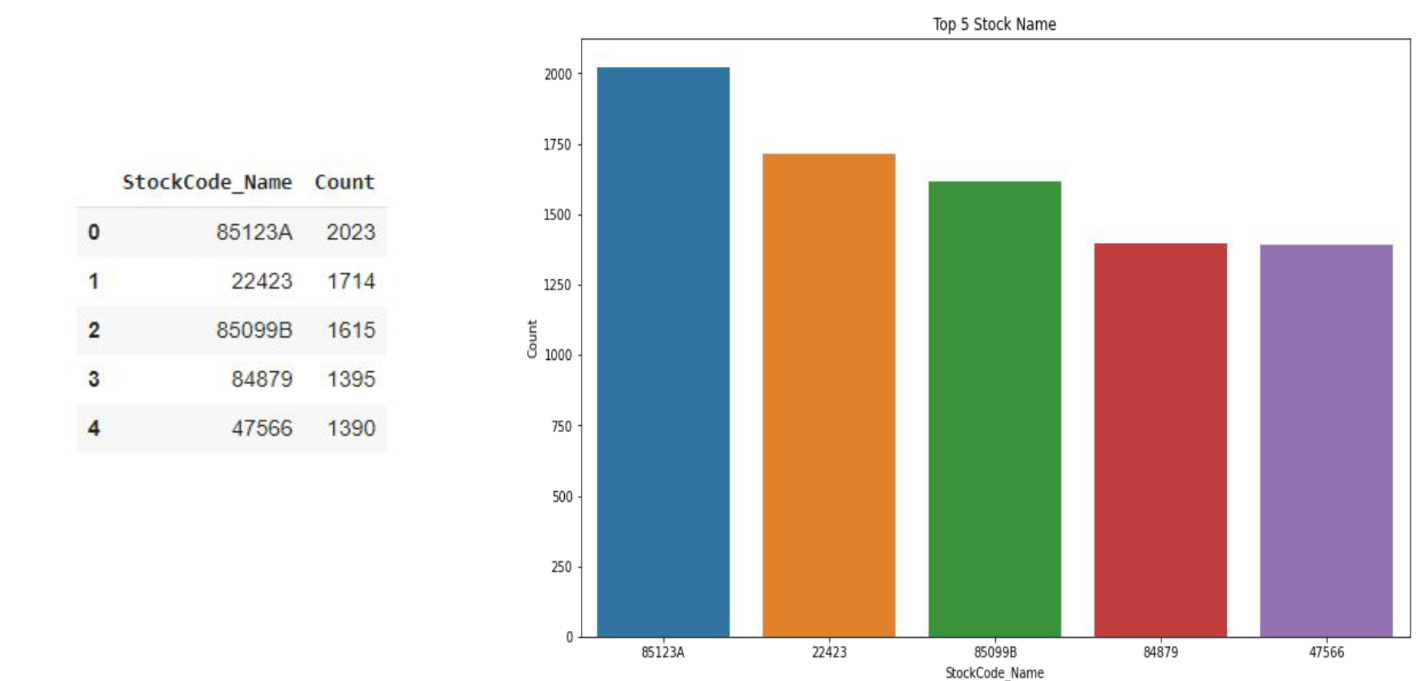 StockCode_Name Count
0 85123A 2023
1 22423 1714
2 85099B 1615
3 84879 1395
4 47566 1390
Top 5 Stock Name
Count
2000
1750
1500
1250
1000
750
500
250
0
85123A 22423 85099B 84879 47566
StockCode_Name